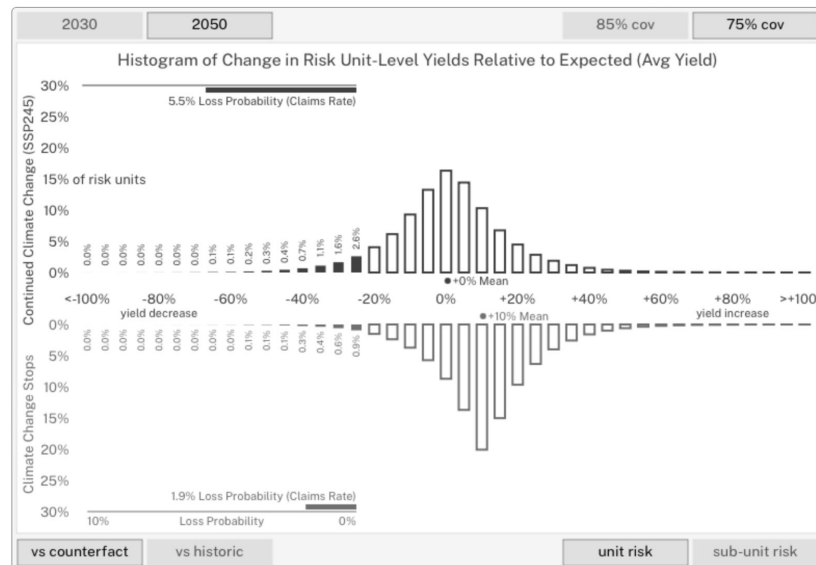 2030 2050 85% cov 75% cov
Histogram of Change in Risk Unit-Level Yields Relative to Expected (Avg Yield)
Continued Climate Change (SSP245)
30%
5.5% Loss Probability (Claims Rate)
25%
20%
15% of risk units
10%
5%
0%
0.0% 0.0% 0.0% 0.0% 0.0% 0.0% 0.0% 0.1% 0.1% 0.2% 0.3% 0.4% 0.7% 1.1% 1.6% 2.6%
+0% Mean
<-100% -80% -60% -40% -20% 0% +20% +40% +60% +80% >+100
yield decrease yield increase
+10% Mean
Climate Change Stops
0%
0.0% 0.0% 0.0% 0.0% 0.0% 0.0% 0.0% 0.0% 0.0% 0.1% 0.1% 0.1% 0.3% 0.4% 0.6% 0.9%
5%
10%
15%
20%
25%
1.9% Loss Probability (Claims Rate)
30%
10% Loss Probability 0%
vs counterfact vs historic unit risk sub-unit risk